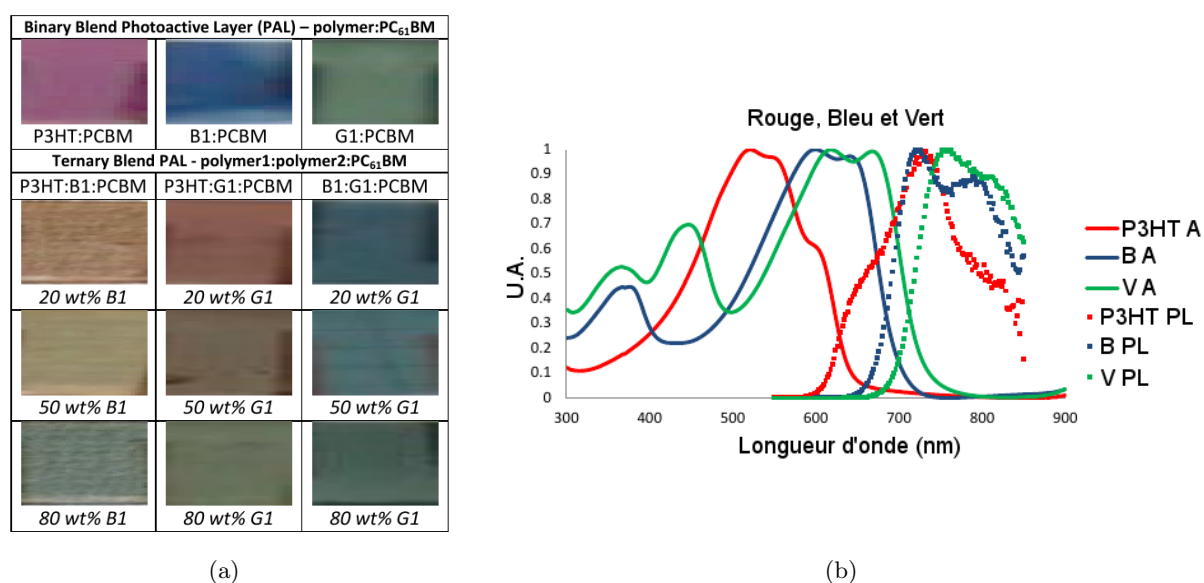 Binary Blend Photoactive Layer (PAL) – polymer:PC₆₁BM
P3HT:PCBM B1:PCBM G1:PCBM
Ternary Blend PAL - polymer1:polymer2:PC₆₁BM
P3HT:B1:PCBM P3HT:G1:PCBM B1:G1:PCBM
20 wt% B1 20 wt% G1 20 wt% G1
50 wt% B1 50 wt% G1 50 wt% G1
80 wt% B1 80 wt% G1 80 wt% G1
(a)
Rouge, Bleu et Vert
U.A.
1
0.9
0.8
0.7
0.6
0.5
0.4
0.3
0.2
0.1
0
300 400 500 600 700 800 900
Longueur d'onde (nm)
P3HT A
B A
V A
P3HT PL
B PL
V PL
(b)